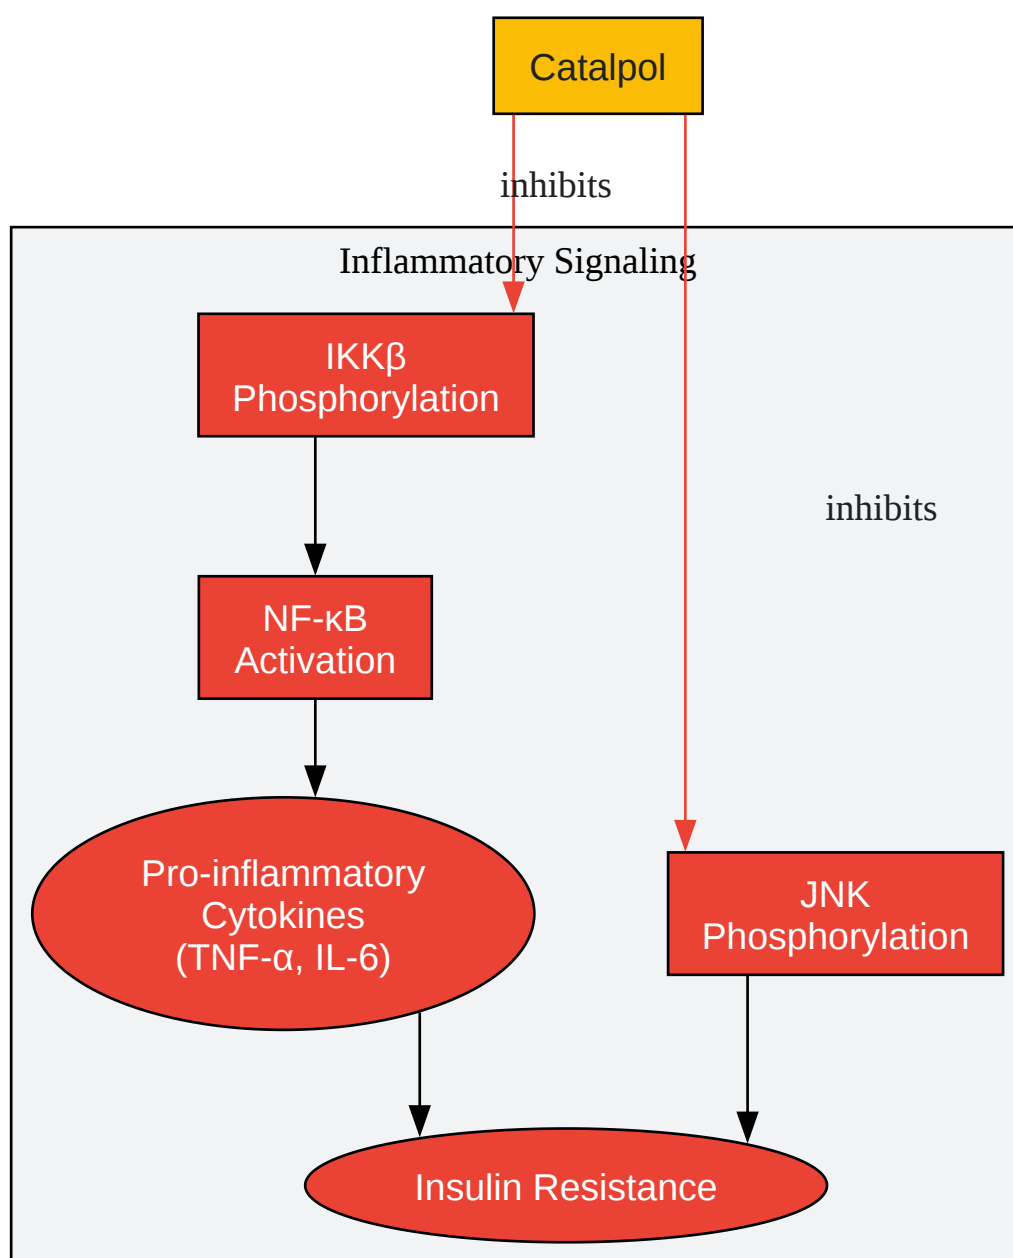 Catalpol
inhibits
Inflammatory Signaling
IKKβ
Phosphorylation
inhibits
NF-κB
Activation
Pro-inflammatory
Cytokines
(TNF-α, IL-6)
JNK
Phosphorylation
Insulin Resistance